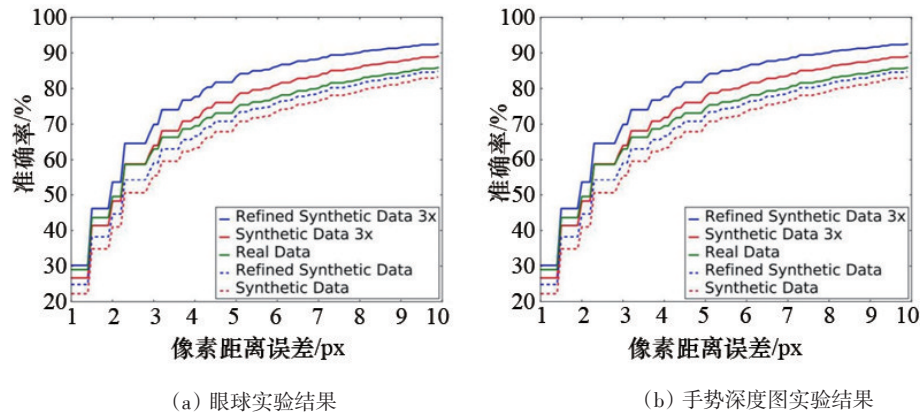 100
90
80
70
60
50
40
30
20
准确率/%
Refined Synthetic Data 3x
Synthetic Data 3x
Real Data
Refined Synthetic Data
Synthetic Data
1 2 3 4 5 6 7 8 9 10
像素距离误差/px
(a) 眼球实验结果
100
90
80
70
60
50
40
30
20
准确率/%
Refined Synthetic Data 3x
Synthetic Data 3x
Real Data
Refined Synthetic Data
Synthetic Data
1 2 3 4 5 6 7 8 9 10
像素距离误差/px
(b) 手势深度图实验结果